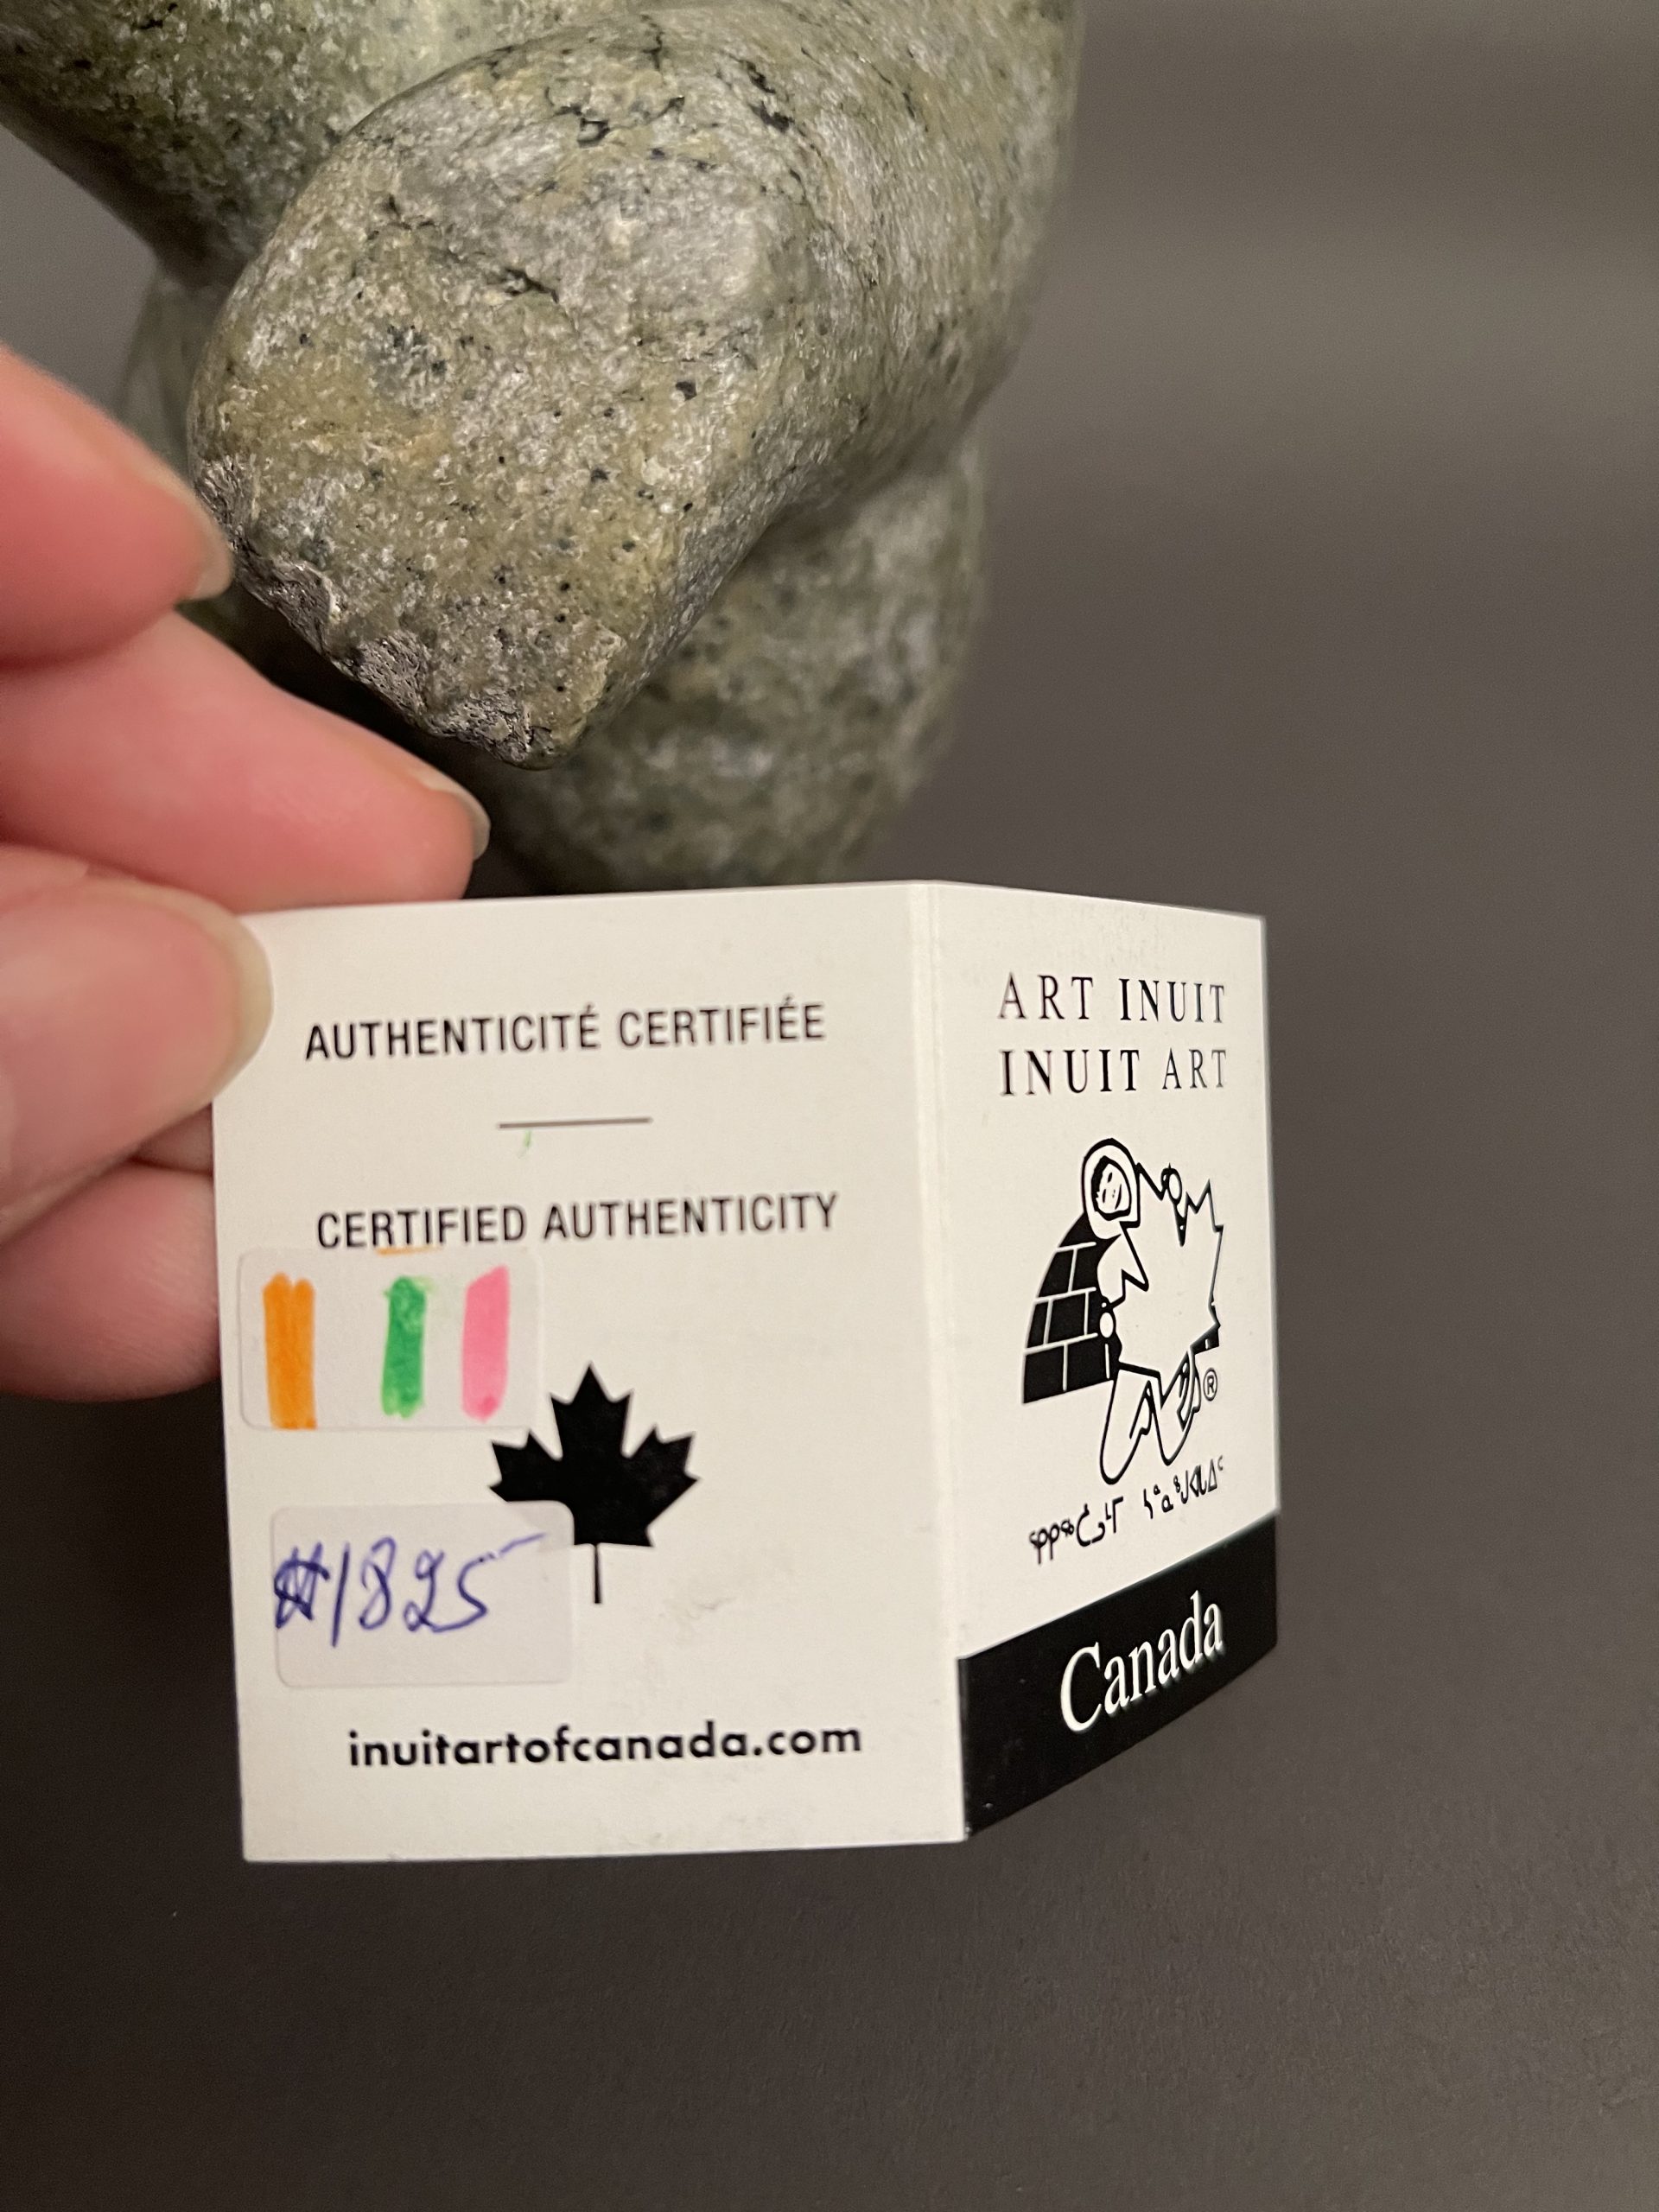 AUTHENTICITÉ CERTIFIÉE
CERTIFIED AUTHENTICITY
#1825
inuitartofcanada.com
ART INUIT
INUIT ART
®
Canada